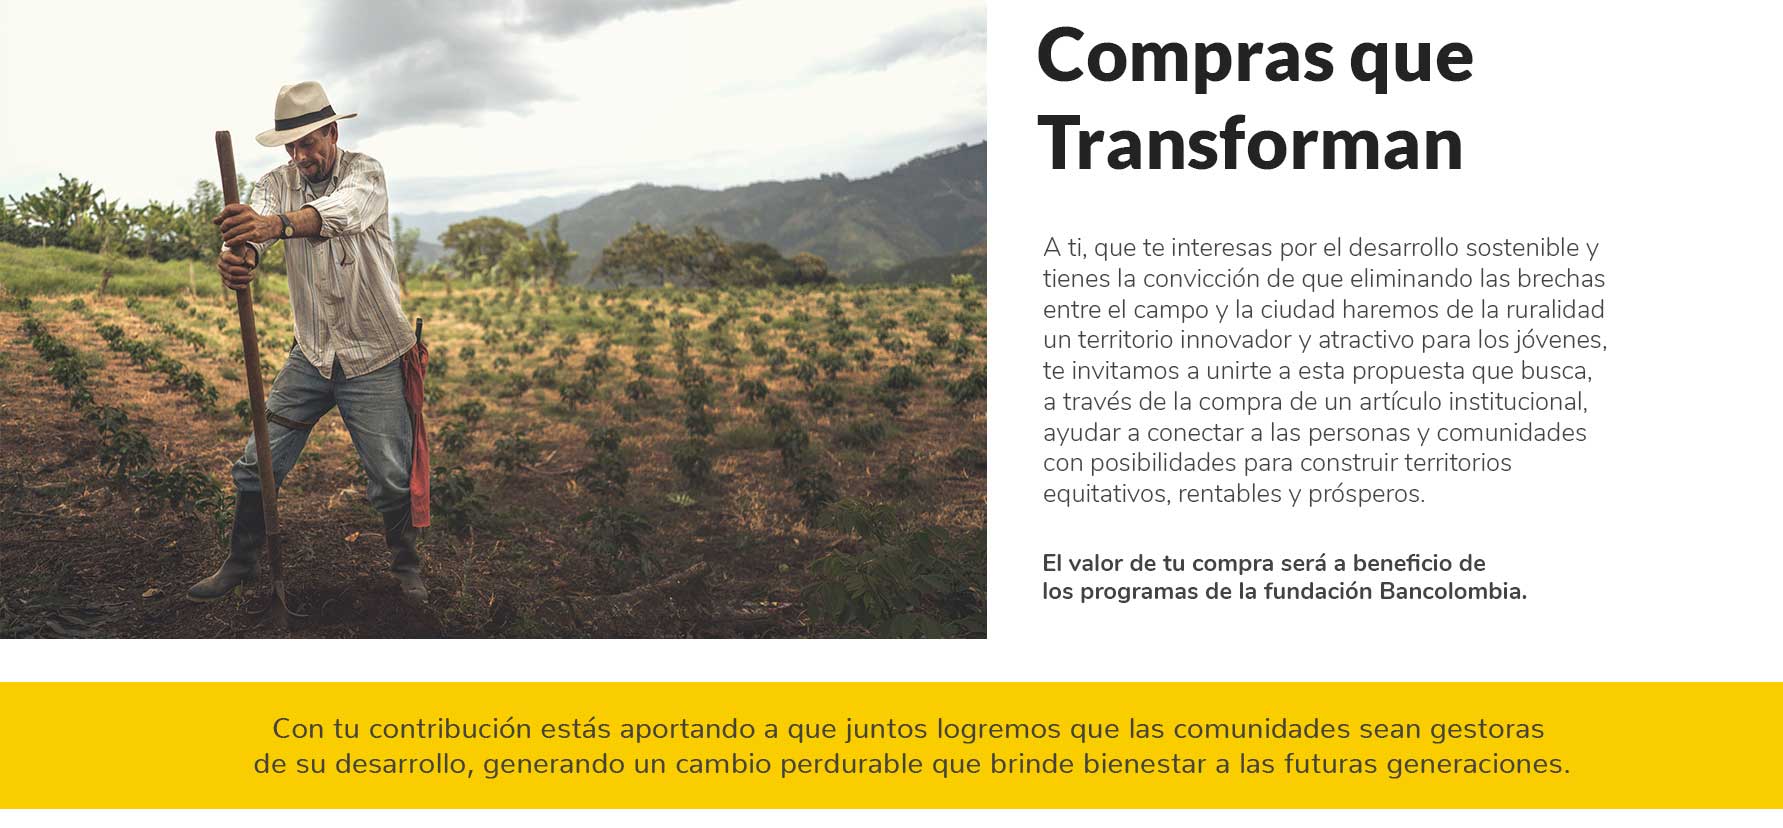 Compras que
Transforman
A ti, que te interesas por el desarrollo sostenible y
tienes la convicción de que eliminando las brechas
entre el campo y la ciudad haremos de la ruralidad
un territorio innovador y atractivo para los jóvenes,
te invitamos a unirte a esta propuesta que busca,
a través de la compra de un artículo institucional,
ayudar a conectar a las personas y comunidades
con posibilidades para construir territorios
equitativos, rentables y prósperos.
El valor de tu compra será a beneficio de
los programas de la fundación Bancolombia.
Con tu contribución estás aportando a que juntos logremos que las comunidades sean gestoras
de su desarrollo, generando un cambio perdurable que brinde bienestar a las futuras generaciones.